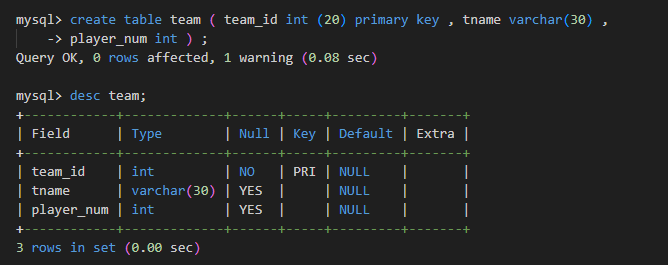 mysql> create table team ( team_id int (20) primary key , tname varchar(30) ,
    -> player_num int ) ;
Query OK, 0 rows affected, 1 warning (0.08 sec)

mysql> desc team;
+------------+-------------+------+-----+---------+-------+
| Field      | Type        | Null | Key | Default | Extra |
+------------+-------------+------+-----+---------+-------+
| team_id    | int         | NO   | PRI | NULL    |       |
| tname      | varchar(30) | YES  |     | NULL    |       |
| player_num | int         | YES  |     | NULL    |       |
+------------+-------------+------+-----+---------+-------+
3 rows in set (0.00 sec)